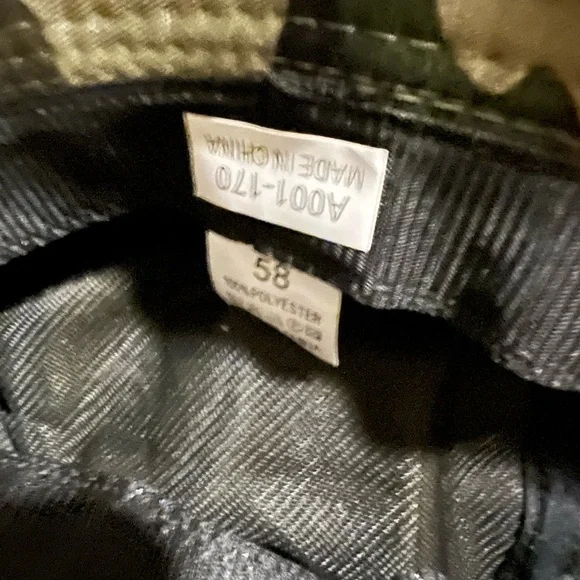 A001-170
MADE IN CHINA
58
100% POLYESTER